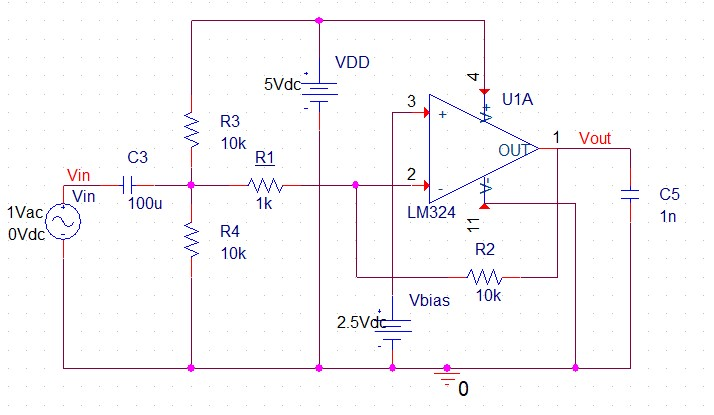 VDD
5Vdc
4
U1A
3
+
V+
R3
10k
OUT
1
Vout
C3
R1
Vin
Vin
100u
1k
2
-
V-
LM324
C5
1n
1Vac
0Vdc
R4
10k
11
R2
10k
Vbias
2.5Vdc
0